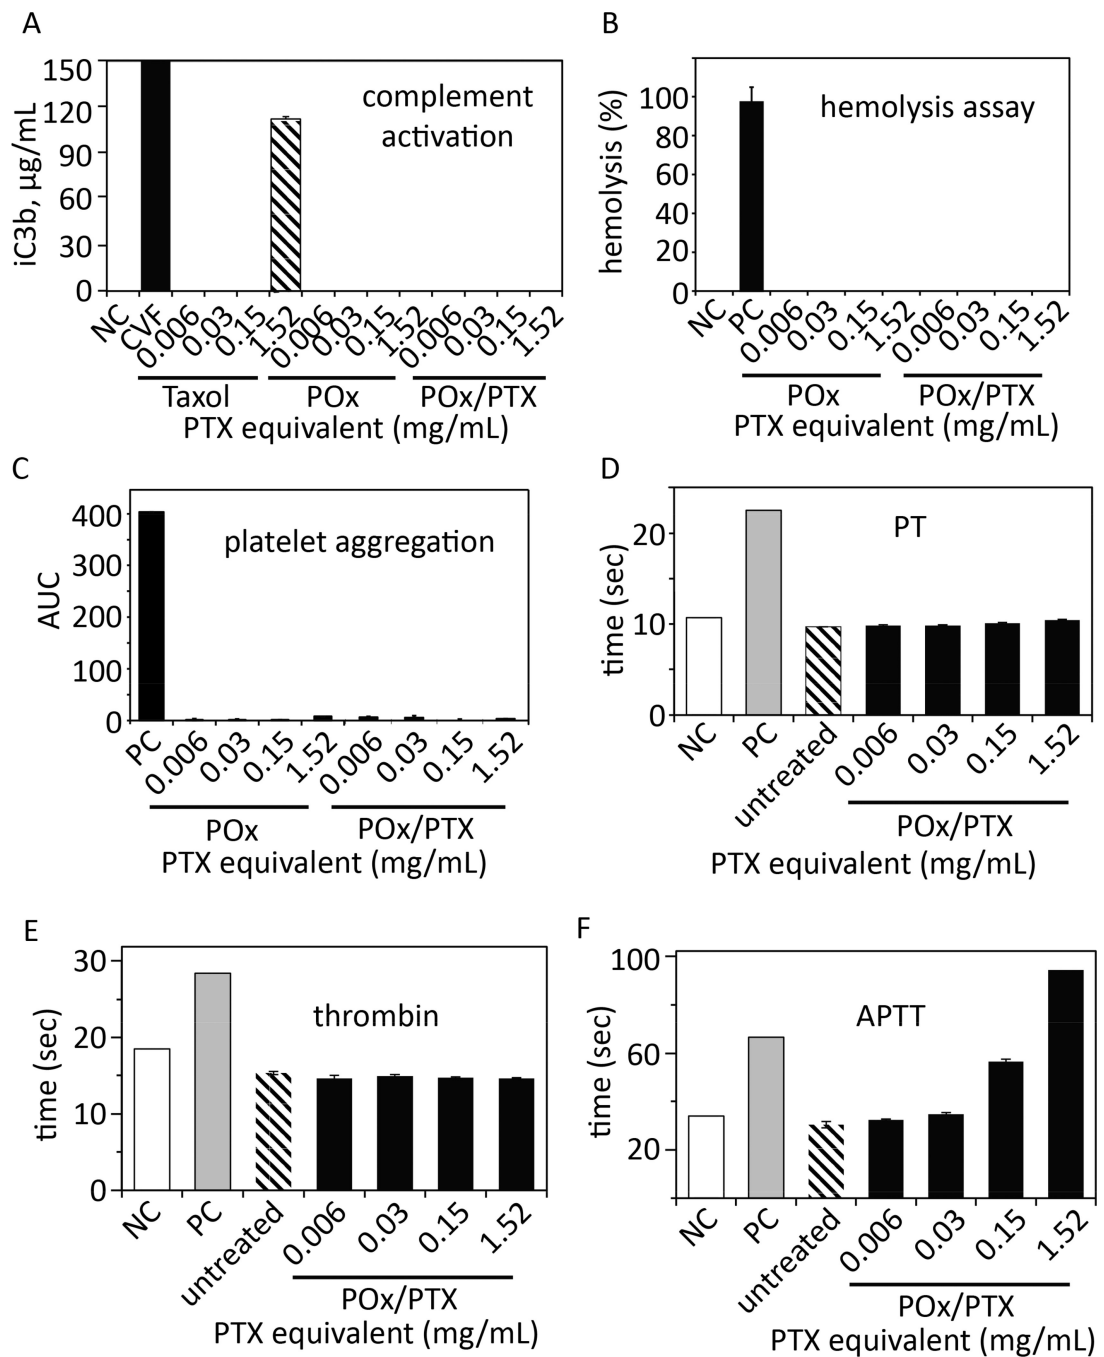 A
150
120
90
60
30
0
iC3b, µg/mL
complement
activation
NC
CVF
0.006
0.03
0.15
1.52
0.006
0.03
0.15
1.52
0.006
0.03
0.15
1.52
Taxol
POx
POx/PTX
PTX equivalent (mg/mL)
B
100
80
60
40
20
0
hemolysis (%)
hemolysis assay
NC
PC
0.006
0.03
0.15
1.52
0.006
0.03
0.15
1.52
POx
POx/PTX
PTX equivalent (mg/mL)
C
400
300
200
100
0
AUC
platelet aggregation
PC
0.006
0.03
0.15
1.52
0.006
0.03
0.15
1.52
POx
POx/PTX
PTX equivalent (mg/mL)
D
20
10
0
time (sec)
PT
NC
PC
untreated
0.006
0.03
0.15
1.52
POx/PTX
PTX equivalent (mg/mL)
E
30
20
10
0
time (sec)
thrombin
NC
PC
untreated
0.006
0.03
0.15
1.52
POx/PTX
PTX equivalent (mg/mL)
F
100
60
20
time (sec)
APTT
NC
PC
untreated
0.006
0.03
0.15
1.52
POx/PTX
PTX equivalent (mg/mL)